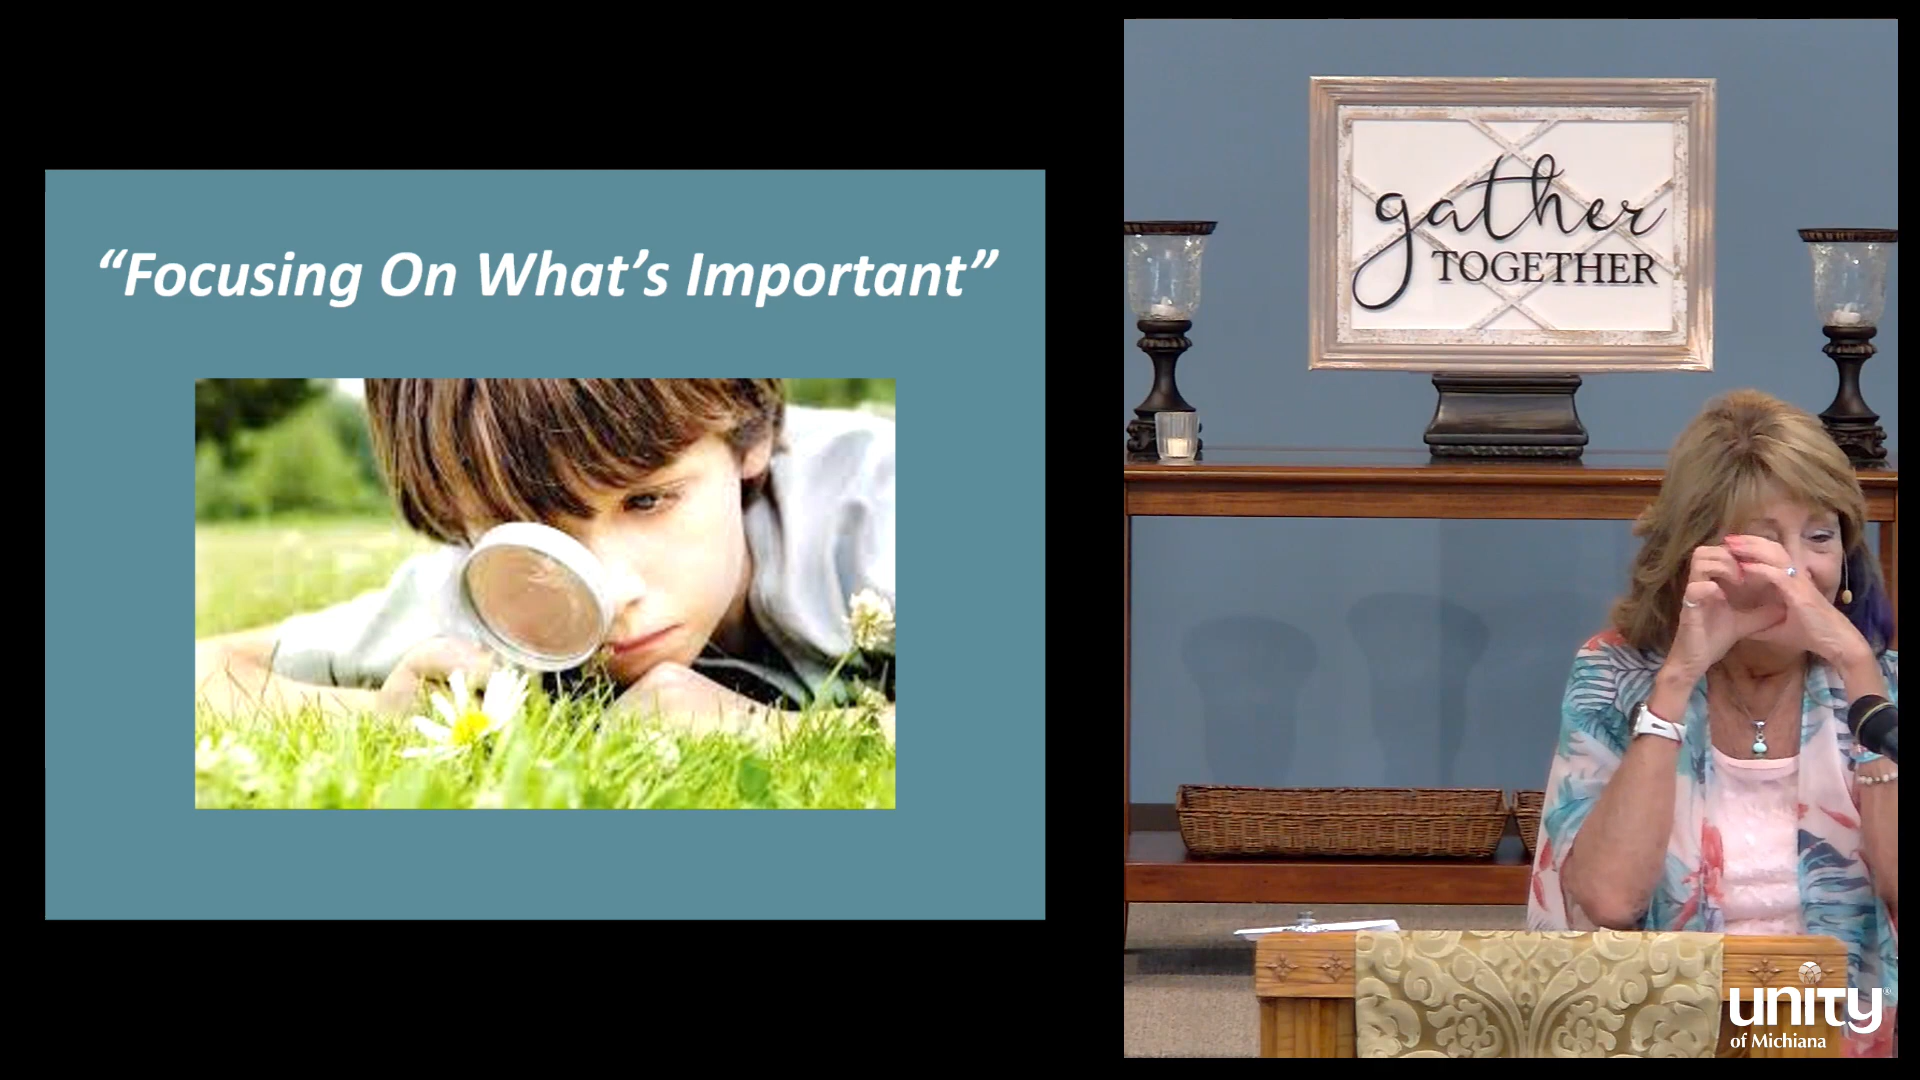 “Focusing On What’s Important”
gather
TOGETHER
unity®
of Michiana